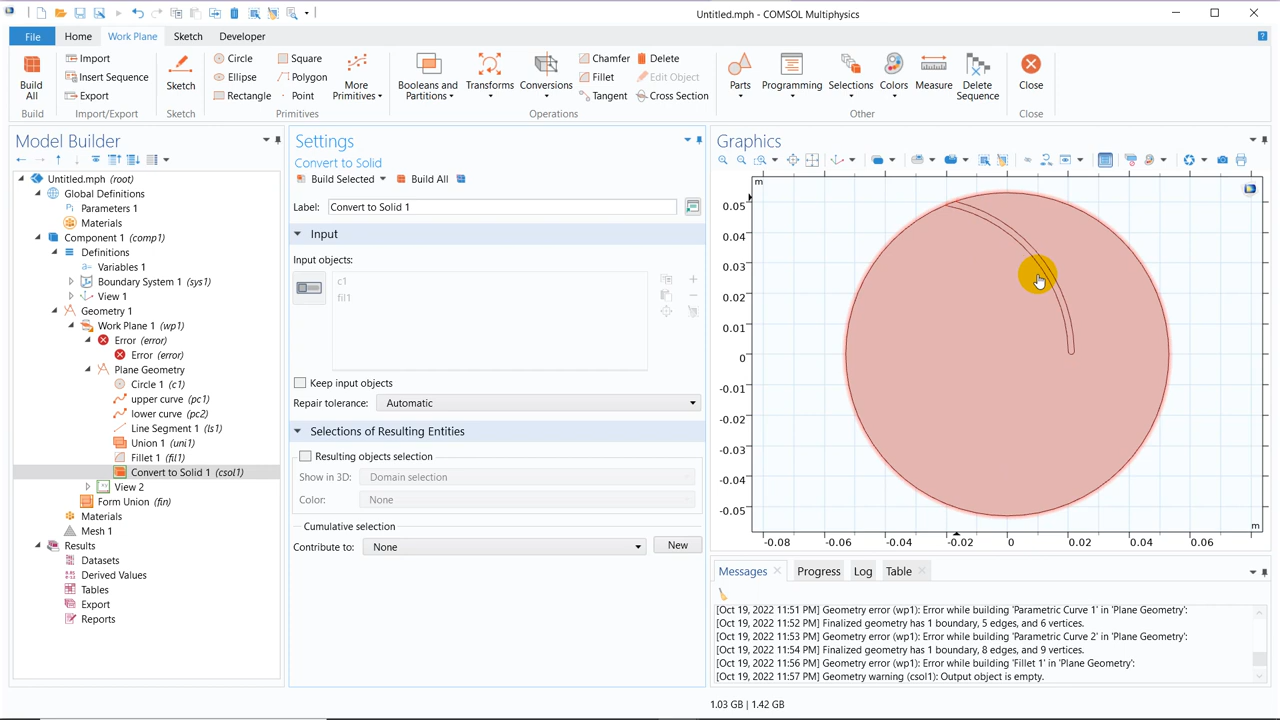 Untitled.mph - COMSOL Multiphysics
File
Home
Work Plane
Sketch
Developer
Build All
Import
Insert Sequence
Export
Sketch
Circle
Ellipse
Rectangle
Square
Polygon
Point
More Primitives
Booleans and Partitions
Transforms
Conversions
Chamfer
Fillet
Tangent
Delete
Edit Object
Cross Section
Parts
Programming
Selections
Colors
Measure
Delete Sequence
Close
Build
Import/Export
Sketch
Primitives
Operations
Other
Close
Model Builder
Untitled.mph (root)
Global Definitions
Parameters 1
Materials
Component 1 (comp1)
Definitions
Variables 1
Boundary System 1 (sys1)
View 1
Geometry 1
Work Plane 1 (wp1)
Error (error)
Error (error)
Plane Geometry
Circle 1 (c1)
upper curve (pc1)
lower curve (pc2)
Line Segment 1 (ls1)
Union 1 (uni1)
Fillet 1 (fil1)
Convert to Solid 1 (csol1)
View 2
Form Union (fin)
Materials
Mesh 1
Results
Datasets
Derived Values
Tables
Export
Reports
Settings
Convert to Solid
Build Selected
Build All
Label: Convert to Solid 1
Input
Input objects:
c1
fil1
Keep input objects
Repair tolerance: Automatic
Selections of Resulting Entities
Resulting objects selection
Show in 3D: Domain selection
Color: None
Cumulative selection
Contribute to: None
New
Graphics
m
0.05
0.04
0.03
0.02
0.01
0
-0.01
-0.02
-0.03
-0.04
-0.05
m
-0.08 -0.06 -0.04 -0.02 0 0.02 0.04 0.06
Messages
Progress
Log
Table
[Oct 19, 2022 11:51 PM] Geometry error (wp1): Error while building 'Parametric Curve 1' in 'Plane Geometry':
[Oct 19, 2022 11:52 PM] Finalized geometry has 1 boundary, 5 edges, and 6 vertices.
[Oct 19, 2022 11:53 PM] Geometry error (wp1): Error while building 'Parametric Curve 2' in 'Plane Geometry':
[Oct 19, 2022 11:54 PM] Finalized geometry has 1 boundary, 8 edges, and 9 vertices.
[Oct 19, 2022 11:56 PM] Geometry error (wp1): Error while building 'Fillet 1' in 'Plane Geometry':
[Oct 19, 2022 11:57 PM] Geometry warning (csol1): Output object is empty.
1.03 GB | 1.42 GB